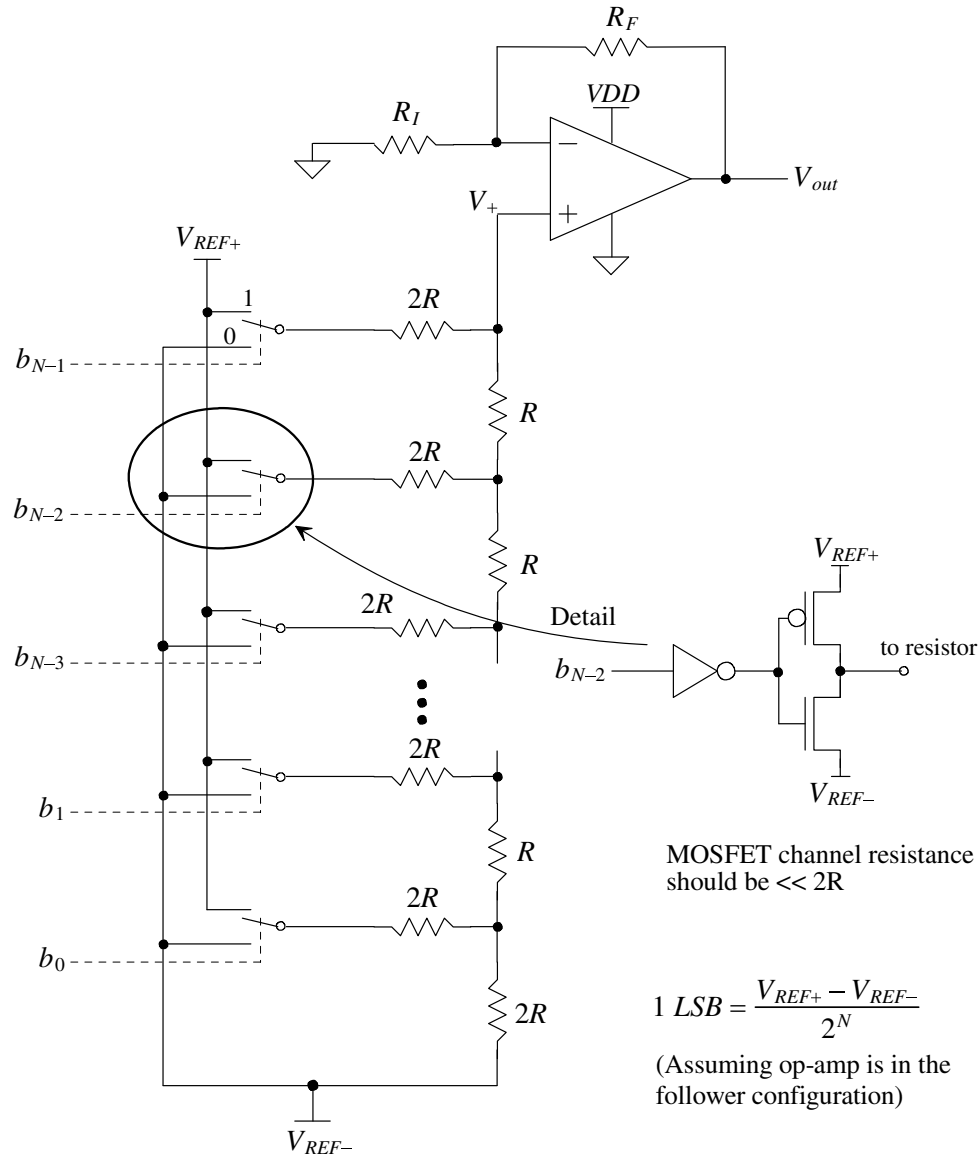 R_F
VDD
R_I
−
V_out
V_+
+
V_REF+
1
2R
0
b_N−1
R
2R
b_N−2
R
V_REF+
2R
Detail
to resistor
b_N−3
b_N−2
2R
V_REF−
b_1
R
MOSFET channel resistance
should be << 2R
2R
b_0
2R
1 LSB = (V_REF+ − V_REF−) / 2^N
(Assuming op-amp is in the
follower configuration)
V_REF−